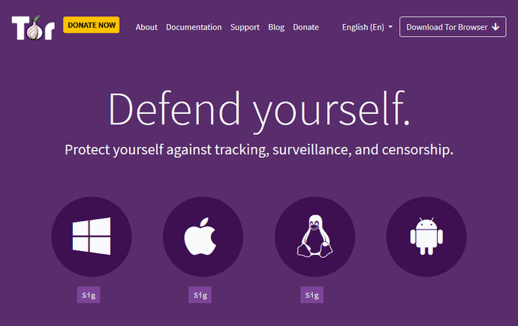 Tor
DONATE NOW
About Documentation Support Blog Donate
English (En)
Download Tor Browser
Defend yourself.
Protect yourself against tracking, surveillance, and censorship.
Sig Sig Sig